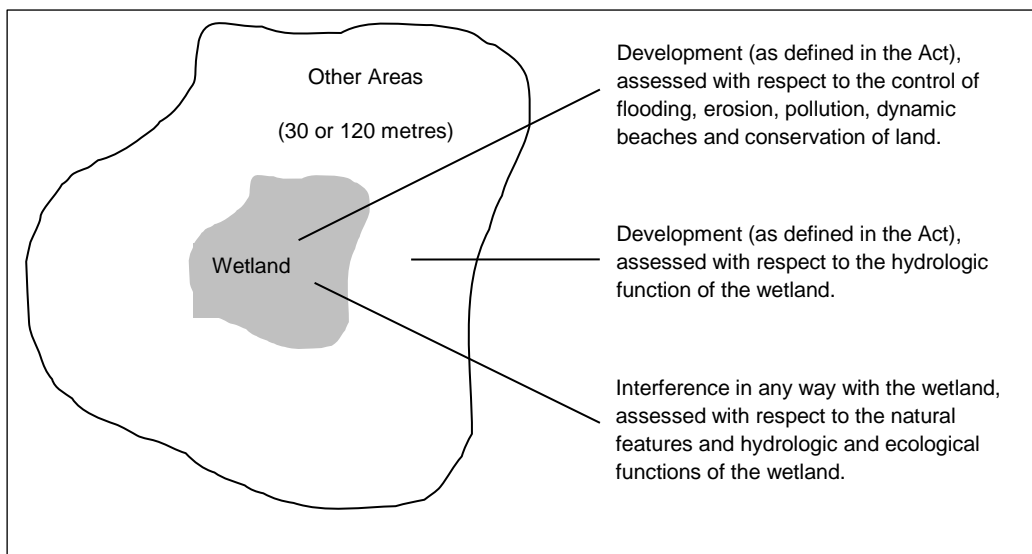 Other Areas
(30 or 120 metres)
Wetland
Development (as defined in the Act),
assessed with respect to the control of
flooding, erosion, pollution, dynamic
beaches and conservation of land.
Development (as defined in the Act),
assessed with respect to the hydrologic
function of the wetland.
Interference in any way with the wetland,
assessed with respect to the natural
features and hydrologic and ecological
functions of the wetland.